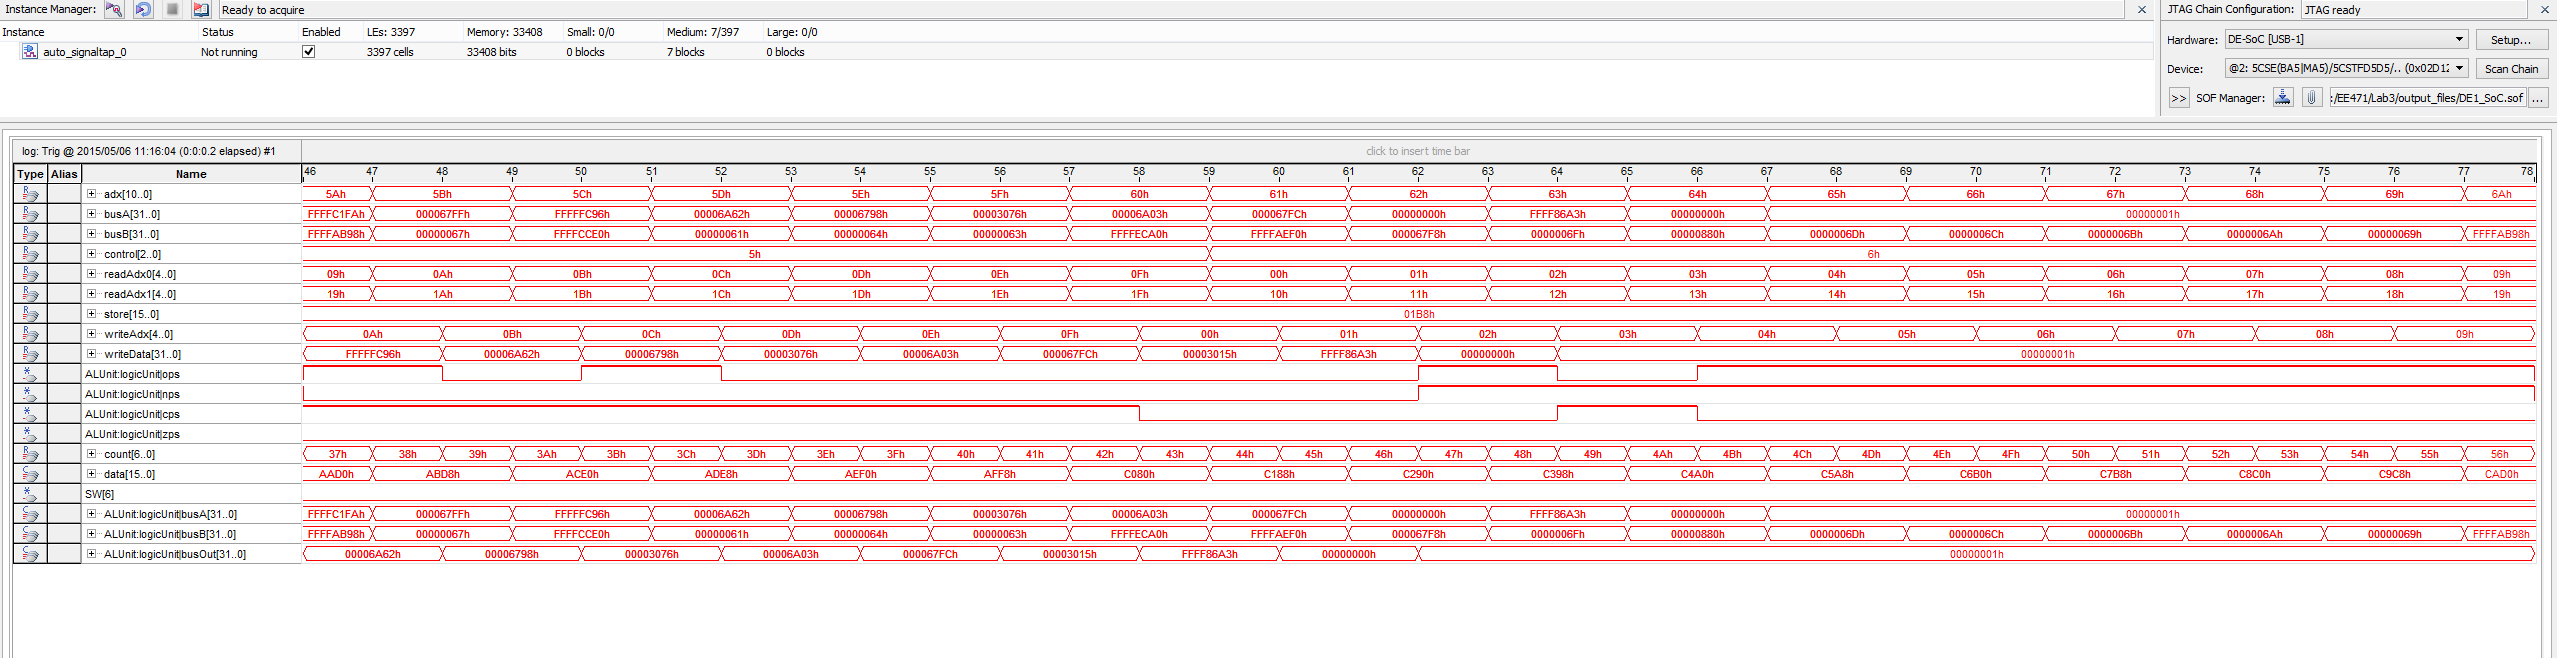 Instance Manager: Ready to acquire JTAG Chain Configuration: JTAG ready
Instance Status Enabled LEs: 3397 Memory: 33408 Small: 0/0 Medium: 7/397 Large: 0/0
auto_signaltap_0 Not running 3397 cells 33408 bits 0 blocks 7 blocks 0 blocks
Hardware: DE-SoC [USB-1] Setup...
Device: @2: 5CSE(BA5|MA5)/5CSTFD5D5/.. (0x02D12 Scan Chain
>> SOF Manager: :/EE471/Lab3/output_files/DE1_SoC.sof ...
log: Trig @ 2015/05/06 11:16:04 (0:0:0.2 elapsed) #1 click to insert time bar
Type Alias Name 46 47 48 49 50 51 52 53 54 55 56 57 58 59 60 61 62 63 64 65 66 67 68 69 70 71 72 73 74 75 76 77 78
adx[10..0] 5Ah 5Bh 5Ch 5Dh 5Eh 5Fh 60h 61h 62h 63h 64h 65h 66h 67h 68h 69h 6Ah
busA[31..0] FFFFC1FAh 000067FFh FFFFFC96h 00006A62h 00006798h 00003076h 00006A03h 000067FCh 00000000h FFFF86A3h 00000000h 00000001h
busB[31..0] FFFFAB98h 00000067h FFFFCCE0h 00000061h 00000064h 00000063h FFFFECA0h FFFFAEF0h 000067F8h 0000006Fh 00000880h 0000006Dh 0000006Ch 0000006Bh 0000006Ah 00000069h FFFFAB98h
control[2..0] 5h 6h
readAdx0[4..0] 09h 0Ah 0Bh 0Ch 0Dh 0Eh 0Fh 00h 01h 02h 03h 04h 05h 06h 07h 08h 09h
readAdx1[4..0] 19h 1Ah 1Bh 1Ch 1Dh 1Eh 1Fh 10h 11h 12h 13h 14h 15h 16h 17h 18h 19h
store[15..0] 01B8h
writeAdx[4..0] 0Ah 0Bh 0Ch 0Dh 0Eh 0Fh 00h 01h 02h 03h 04h 05h 06h 07h 08h 09h
writeData[31..0] FFFFFC96h 00006A62h 00006798h 00003076h 00006A03h 000067FCh 00003015h FFFF86A3h 00000000h 00000001h
ALUnit:logicUnit|ops
ALUnit:logicUnit|nps
ALUnit:logicUnit|cps
ALUnit:logicUnit|zps
count[6..0] 37h 38h 39h 3Ah 3Bh 3Ch 3Dh 3Eh 3Fh 40h 41h 42h 43h 44h 45h 46h 47h 48h 49h 4Ah 4Bh 4Ch 4Dh 4Eh 4Fh 50h 51h 52h 53h 54h 55h 56h
data[15..0] AAD0h ABD8h ACE0h ADE8h AEF0h AFF8h C080h C188h C290h C398h C4A0h C5A8h C6B0h C7B8h C8C0h C9C8h CAD0h
SW[6]
ALUnit:logicUnit|busA[31..0] FFFFC1FAh 000067FFh FFFFFC96h 00006A62h 00006798h 00003076h 00006A03h 000067FCh 00000000h FFFF86A3h 00000000h 00000001h
ALUnit:logicUnit|busB[31..0] FFFFAB98h 00000067h FFFFCCE0h 00000061h 00000064h 00000063h FFFFECA0h FFFFAEF0h 000067F8h 0000006Fh 00000880h 0000006Dh 0000006Ch 0000006Bh 0000006Ah 00000069h FFFFAB98h
ALUnit:logicUnit|busOut[31..0] 00006A62h 00006798h 00003076h 00006A03h 000067FCh 00003015h FFFF86A3h 00000000h 00000001h